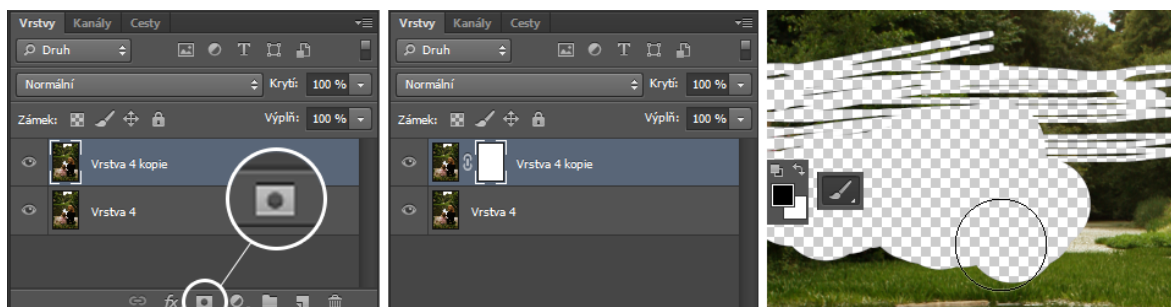 Vrstvy Kanály Cesty
Druh
Normální Krytí: 100 %
Zámek: Výplň: 100 %
Vrstva 4 kopie
Vrstva 4
fx
Vrstvy Kanály Cesty
Druh
Normální Krytí: 100 %
Zámek: Výplň: 100 %
Vrstva 4 kopie
Vrstva 4